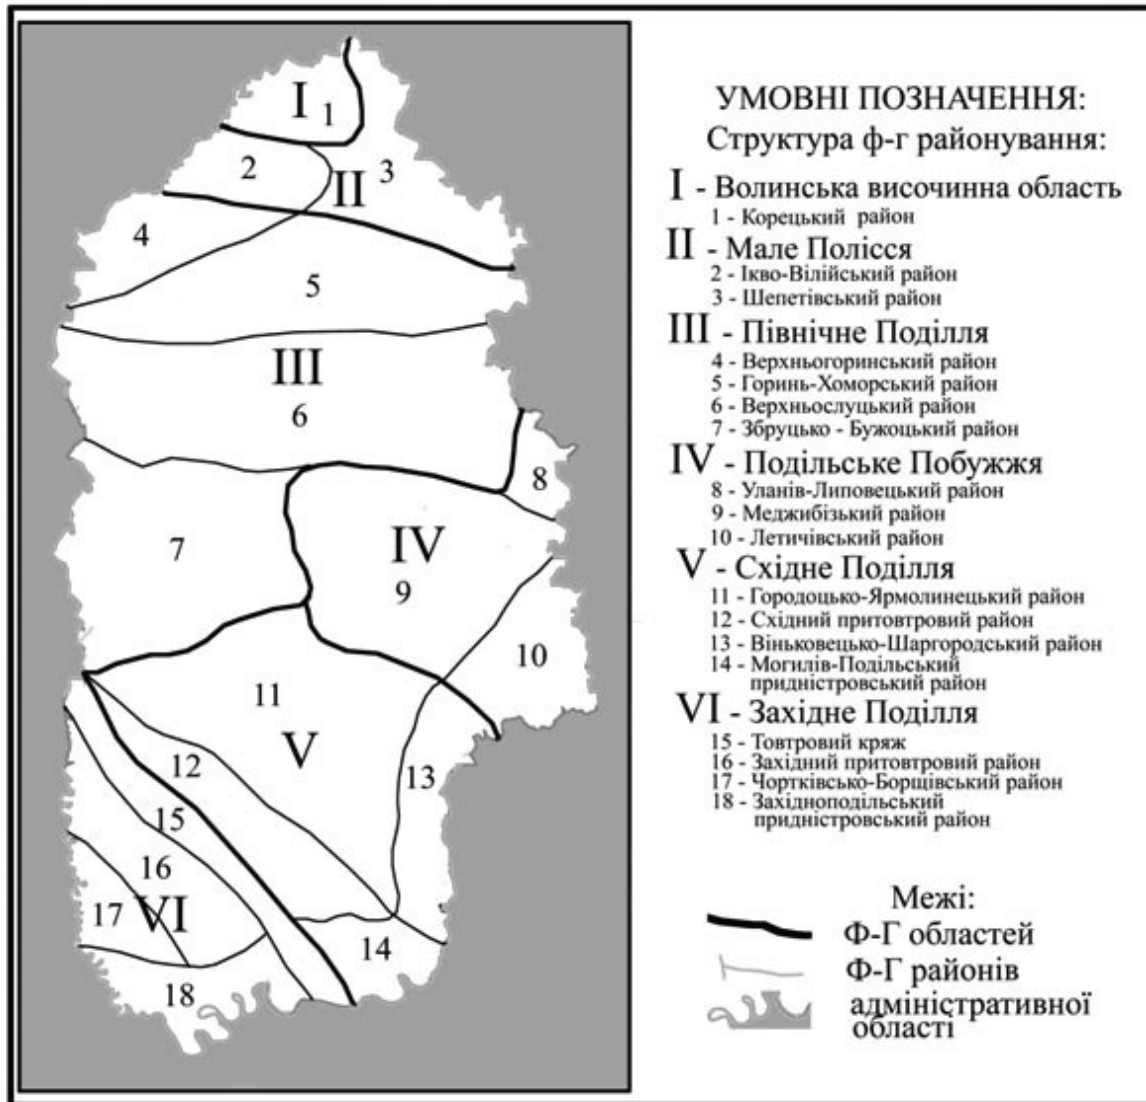 I 1
2
3
II
4
5
III
6
8
7
IV
9
10
11
V
12
13
15
16
17 VI
14
18
УМОВНІ ПОЗНАЧЕННЯ:
Структура ф-г районування:
I - Волинська височинна область
1 - Корецький район
II - Мале Полісся
2 - Ікво-Вілійський район
3 - Шепетівський район
III - Північне Поділля
4 - Верхньогоринський район
5 - Горинь-Хоморський район
6 - Верхньослуцький район
7 - Збруцько - Бужоцький район
IV - Подільське Побужжя
8 - Уланів-Липовецький район
9 - Меджибізький район
10 - Летичівський район
V - Східне Поділля
11 - Городоцько-Ярмолинецький район
12 - Східний притовтровий район
13 - Віньковецько-Шаргородський район
14 - Могилів-Подільський
придністровський район
VI - Західне Поділля
15 - Товтровий кряж
16 - Західний притовтровий район
17 - Чортківсько-Борщівський район
18 - Західноподільський
придністровський район
Межі:
Ф-Г областей
Ф-Г районів
адміністративної
області